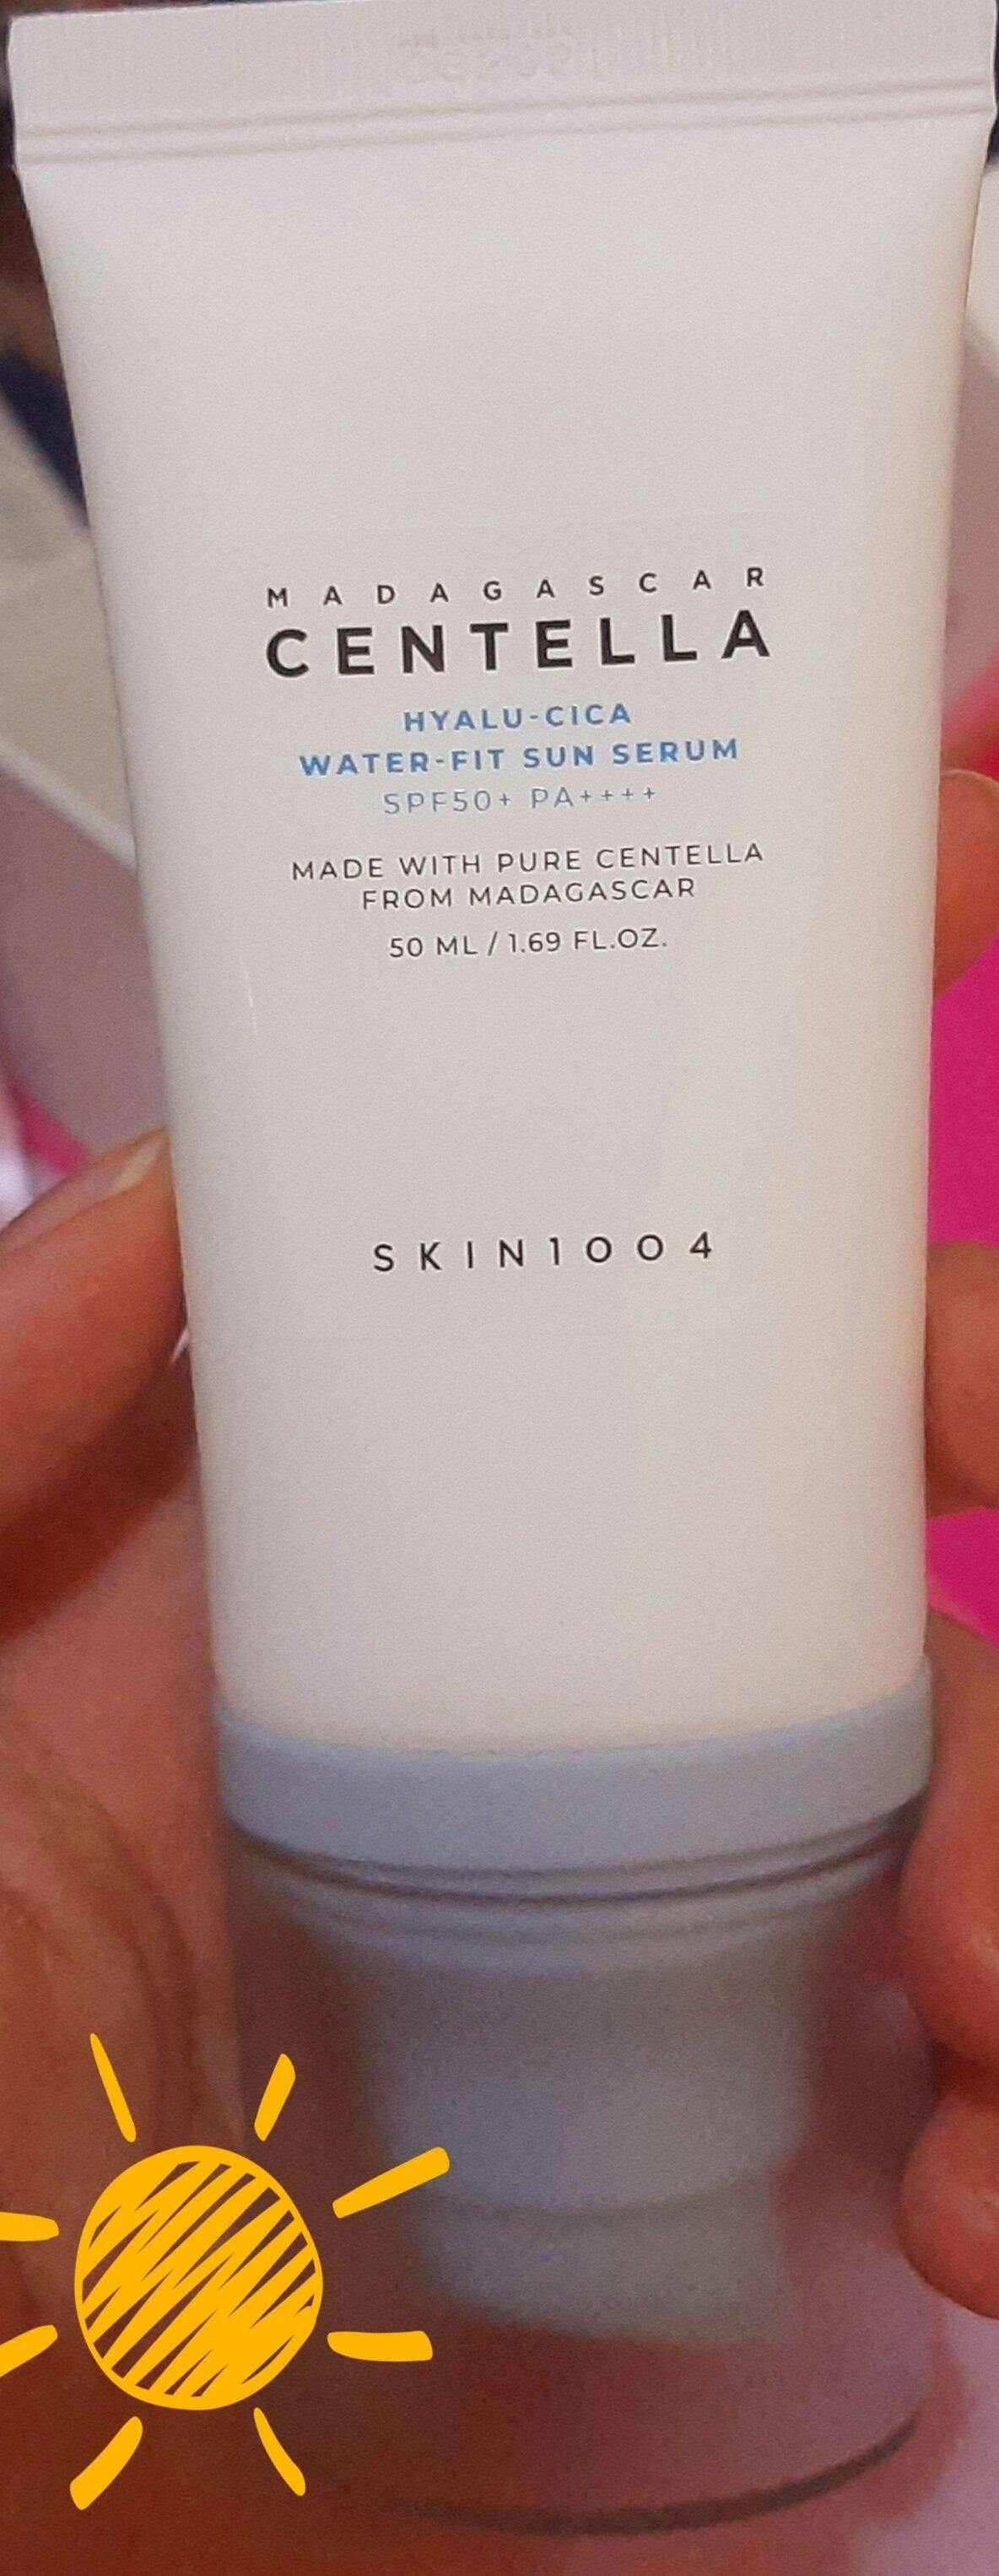 MADAGASCAR
CENTELLA
HYALU-CICA
WATER-FIT SUN SERUM
SPF50+ PA++++
MADE WITH PURE CENTELLA
FROM MADAGASCAR
50 ML / 1.69 FL.OZ.
SKIN1004